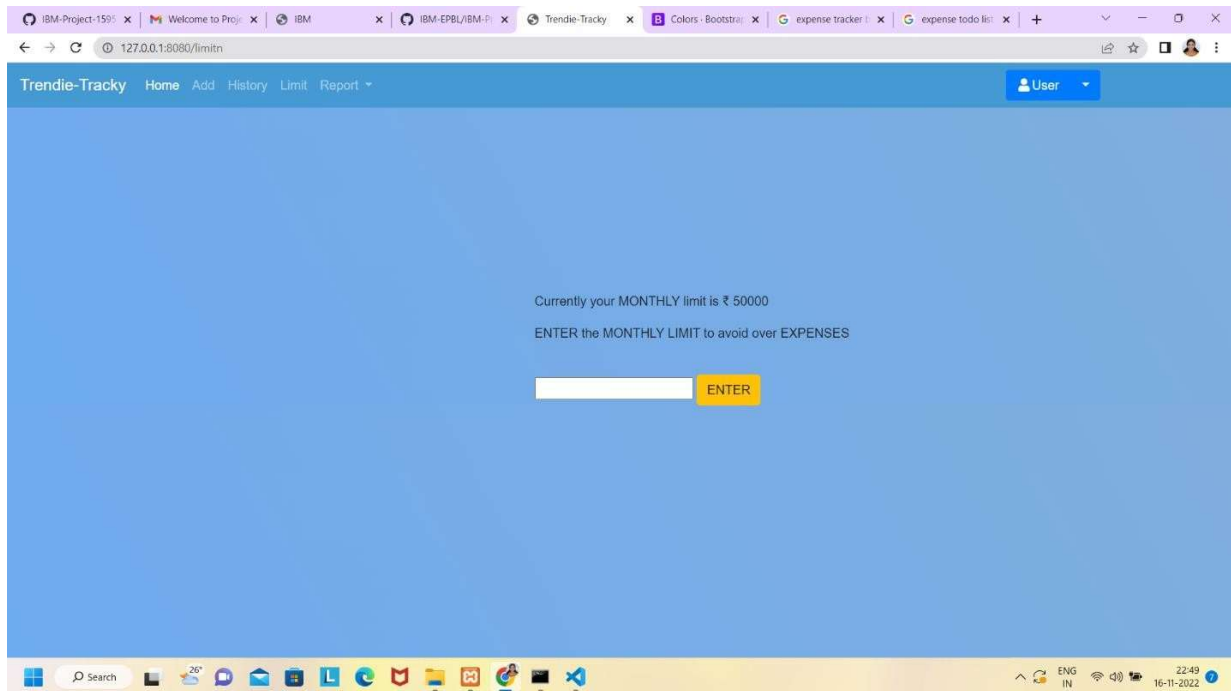 IBM-Project-1595
Welcome to Proje
IBM
IBM-EPBL/IBM-Pr
Trendie-Tracky
Colors · Bootstrap
expense tracker b
expense todo list
127.0.0.1:8080/limitn
Trendie-Tracky Home Add History Limit Report
User
Currently your MONTHLY limit is ₹ 50000
ENTER the MONTHLY LIMIT to avoid over EXPENSES
ENTER
26°
Search
ENG
IN
22:49
16-11-2022